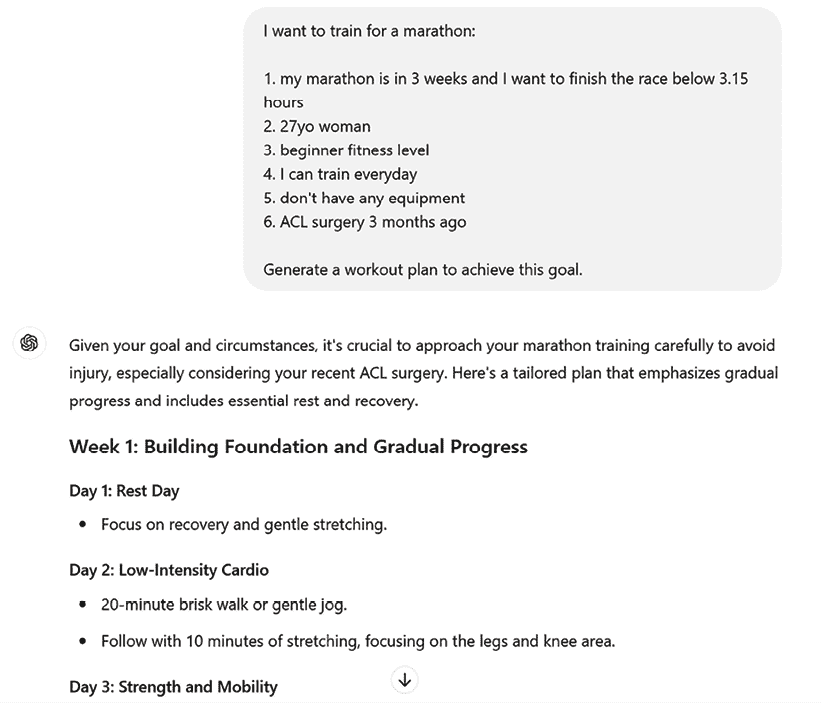 I want to train for a marathon:
1. my marathon is in 3 weeks and I want to finish the race below 3.15
hours
2. 27yo woman
3. beginner fitness level
4. I can train everyday
5. don't have any equipment
6. ACL surgery 3 months ago
Generate a workout plan to achieve this goal.
Given your goal and circumstances, it's crucial to approach your marathon training carefully to avoid
injury, especially considering your recent ACL surgery. Here's a tailored plan that emphasizes gradual
progress and includes essential rest and recovery.
Week 1: Building Foundation and Gradual Progress
Day 1: Rest Day
• Focus on recovery and gentle stretching.
Day 2: Low-Intensity Cardio
• 20-minute brisk walk or gentle jog.
• Follow with 10 minutes of stretching, focusing on the legs and knee area.
Day 3: Strength and Mobility